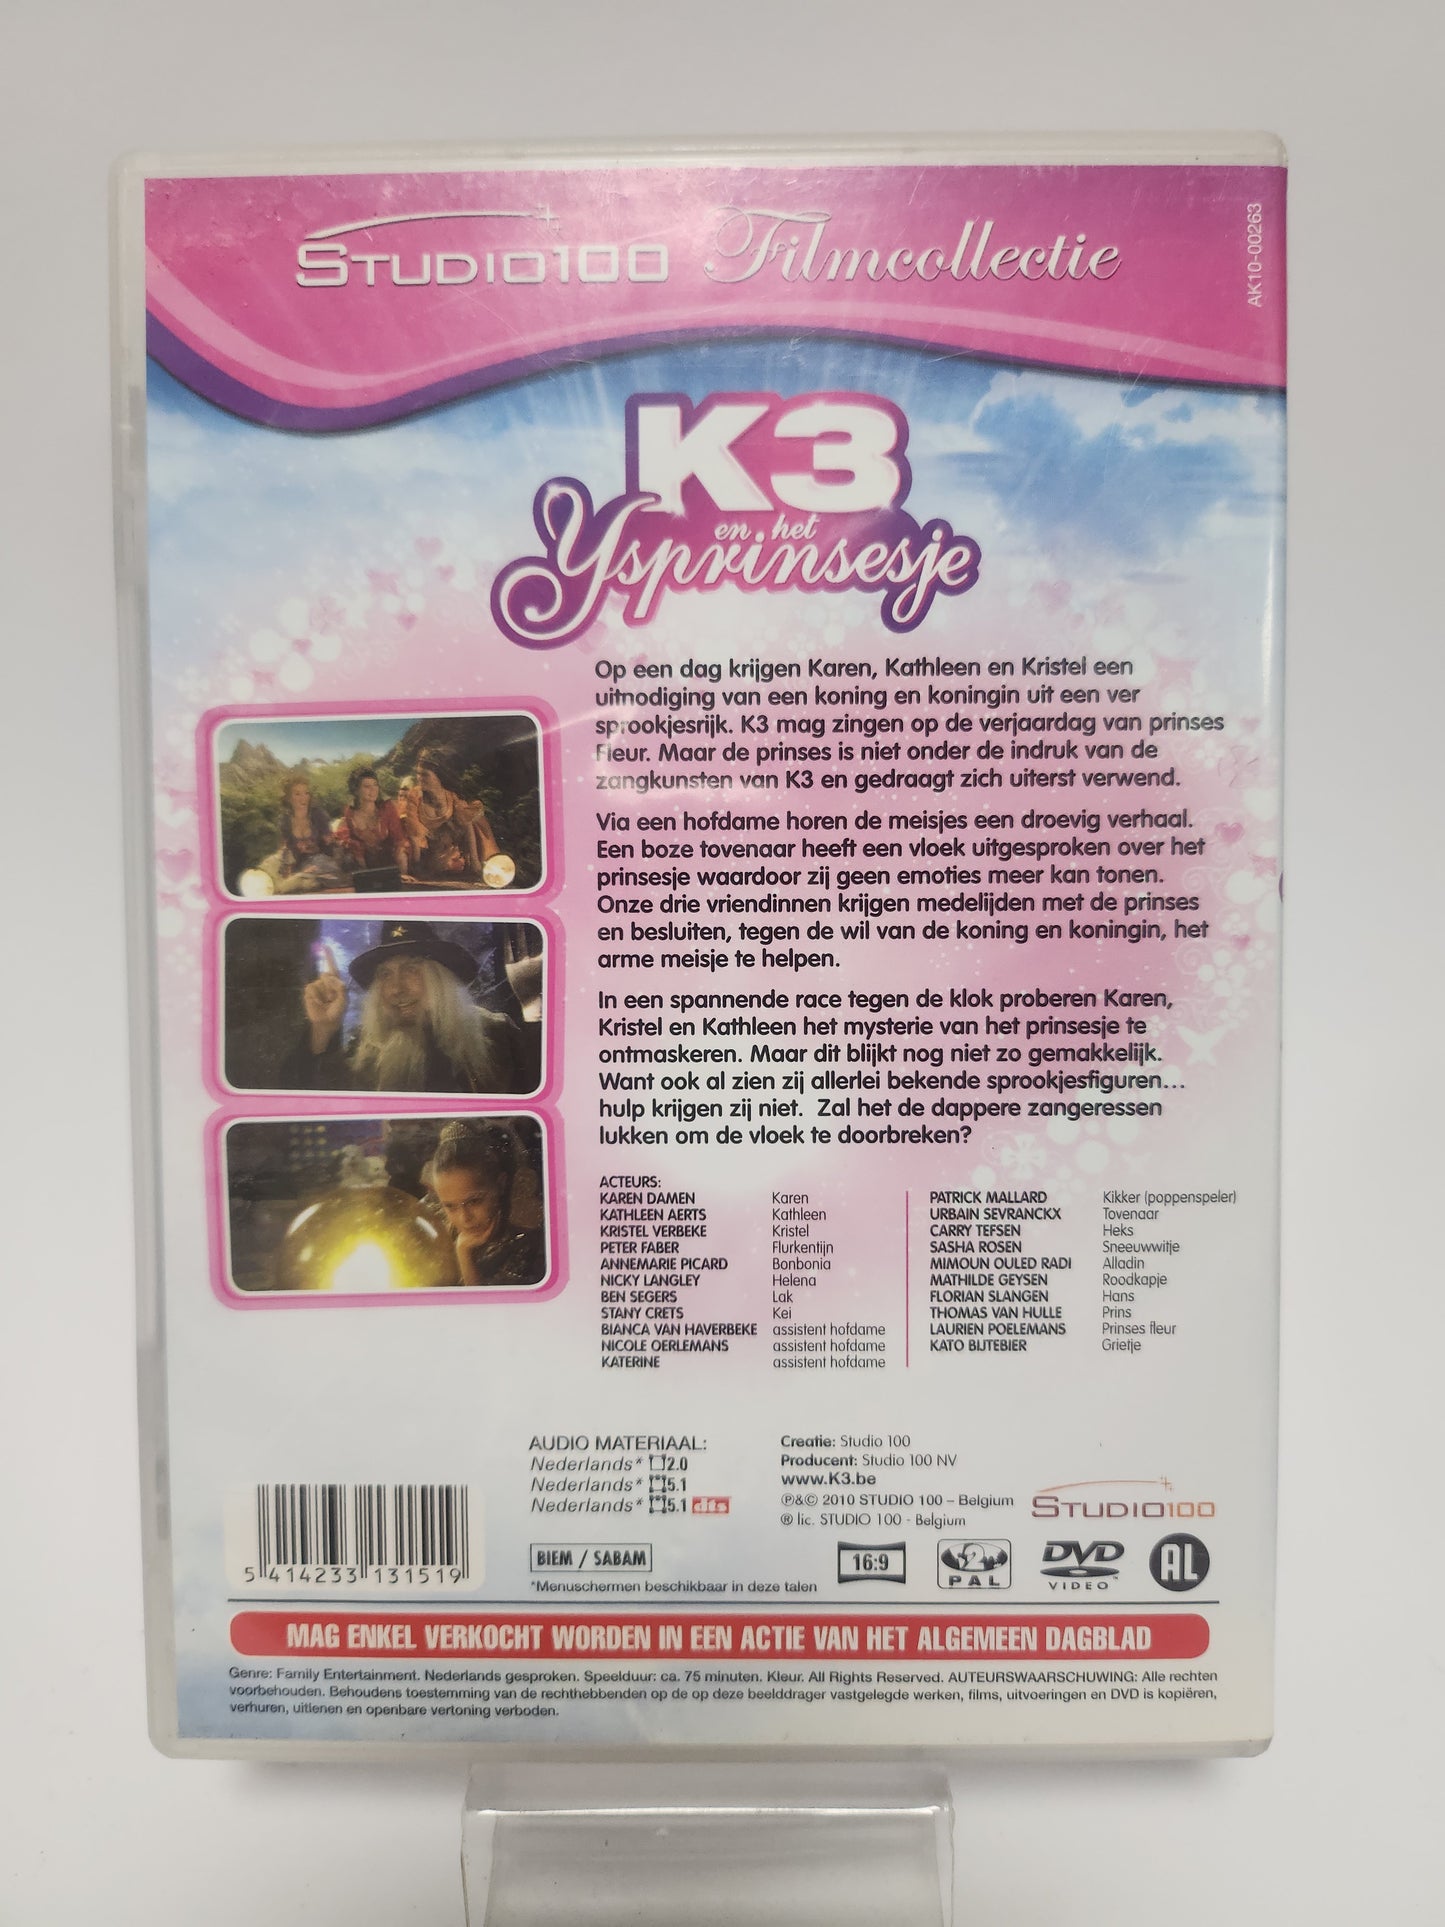 STUDIO100 Filmcollectie
AK10-00263
K3
en het
Ysprinsesje
Op een dag krijgen Karen, Kathleen en Kristel een
uitnodiging van een koning en koningin uit een ver
sprookjesrijk. K3 mag zingen op de verjaardag van prinses
Fleur. Maar de prinses is niet onder de indruk van de
zangkunsten van K3 en gedraagt zich uiterst verwend.
Via een hofdame horen de meisjes een droevig verhaal.
Een boze tovenaar heeft een vloek uitgesproken over het
prinsesje waardoor zij geen emoties meer kan tonen.
Onze drie vriendinnen krijgen medelijden met de prinses
en besluiten, tegen de wil van de koning en koningin, het
arme meisje te helpen.
In een spannende race tegen de klok proberen Karen,
Kristel en Kathleen het mysterie van het prinsesje te
ontmaskeren. Maar dit blijkt nog niet zo gemakkelijk.
Want ook al zien zij allerlei bekende sprookjesfiguren...
hulp krijgen zij niet. Zal het de dappere zangeressen
lukken om de vloek te doorbreken?
ACTEURS:
KAREN DAMEN Karen
KATHLEEN AERTS Kathleen
KRISTEL VERBEKE Kristel
PETER FABER Flurkentijn
ANNEMARIE PICARD Bonbonia
NICKY LANGLEY Helena
BEN SEGERS Lak
STANY CRETS Kei
BIANCA VAN HAVERBEKE assistent hofdame
NICOLE OERLEMANS assistent hofdame
KATERINE assistent hofdame
PATRICK MALLARD Kikker (poppenspeler)
URBAIN SEVRANCKX Tovenaar
CARRY TEFSEN Heks
SASHA ROSEN Sneeuwwitje
MIMOUN OULED RADI Alladin
MATHILDE GEYSEN Roodkapje
FLORIAN SLANGEN Hans
THOMAS VAN HULLE Prins
LAURIEN POELEMANS Prinses fleur
KATO BIJTEBIER Grietje
AUDIO MATERIAAL:
Nederlands* 2.0
Nederlands* 5.1
Nederlands* 5.1 dts
BIEM / SABAM
*Menuschermen beschikbaar in deze talen
Creatie: Studio 100
Producent: Studio 100 NV
www.K3.be
℗&© 2010 STUDIO 100 – Belgium
® lic. STUDIO 100 - Belgium
STUDIO100
16:9
2
PAL
DVD
VIDEO™
AL
5 414233 131519
MAG ENKEL VERKOCHT WORDEN IN EEN ACTIE VAN HET ALGEMEEN DAGBLAD
Genre: Family Entertainment. Nederlands gesproken. Speelduur: ca. 75 minuten. Kleur. All Rights Reserved. AUTEURSWAARSCHUWING: Alle rechten
voorbehouden. Behoudens toestemming van de rechthebbenden op de op deze beelddrager vastgelegde werken, films, uitvoeringen en DVD is kopiëren,
verhuren, uitlenen en openbare vertoning verboden.